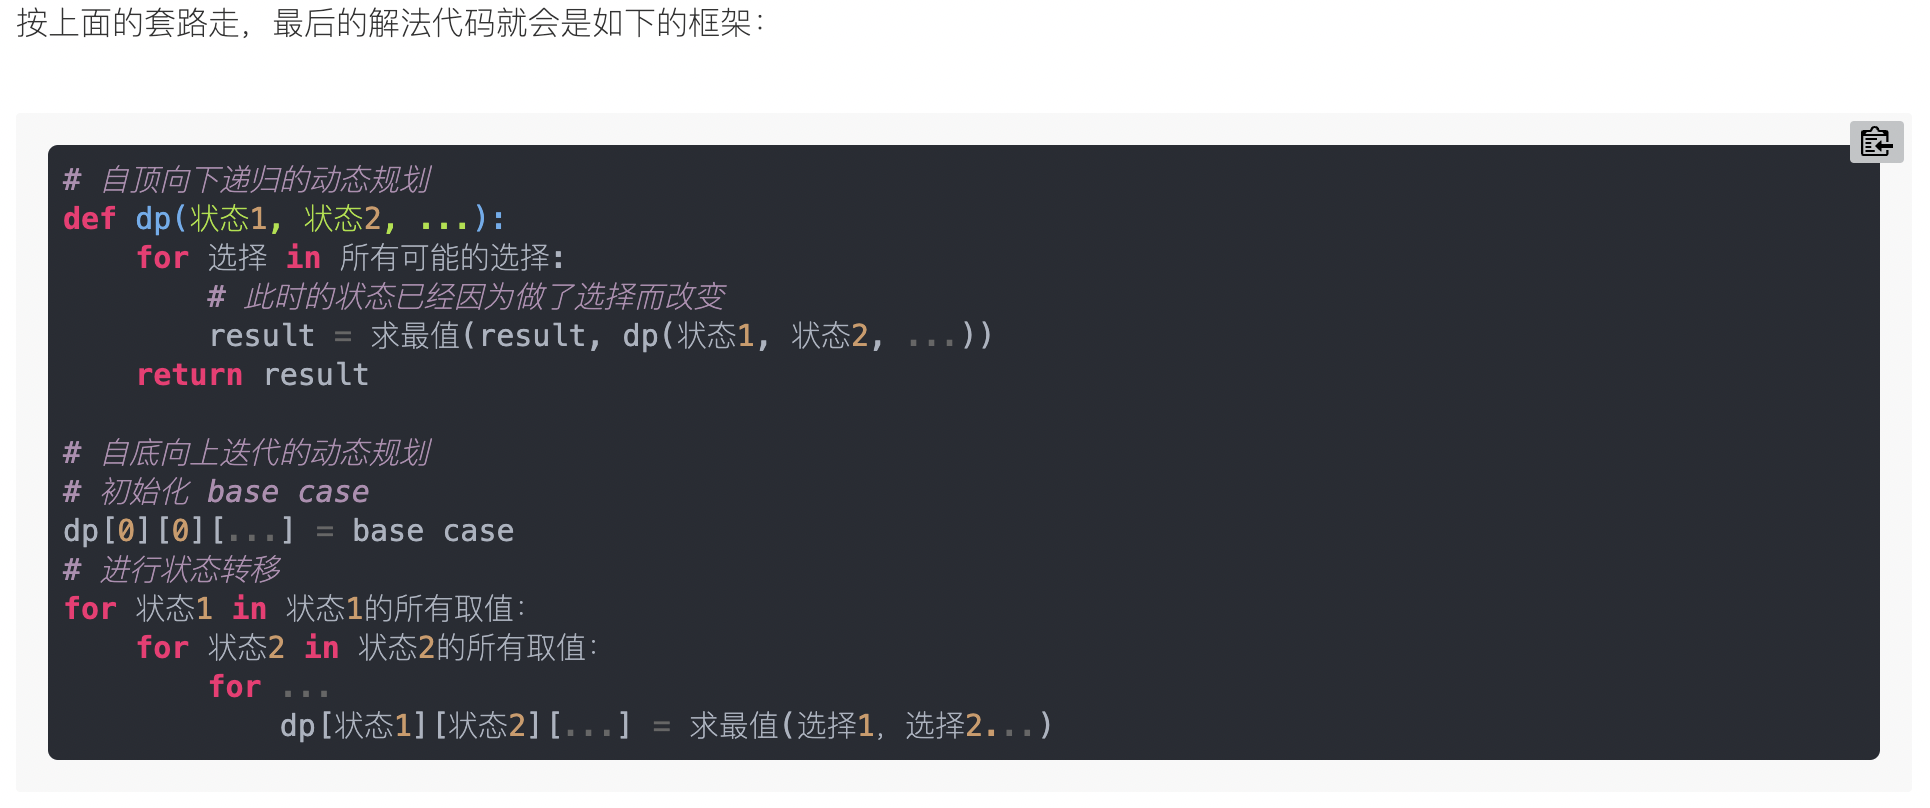 按上面的套路走，最后的解法代码就会是如下的框架：
# 自顶向下递归的动态规划
def dp(状态1, 状态2, ...):
    for 选择 in 所有可能的选择:
        # 此时的状态已经因为做了选择而改变
        result = 求最值(result, dp(状态1, 状态2, ...))
    return result
# 自底向上迭代的动态规划
# 初始化 base case
dp[0][0][...] = base case
# 进行状态转移
for 状态1 in 状态1的所有取值：
    for 状态2 in 状态2的所有取值：
        for ...
            dp[状态1][状态2][...] = 求最值(选择1，选择2...)